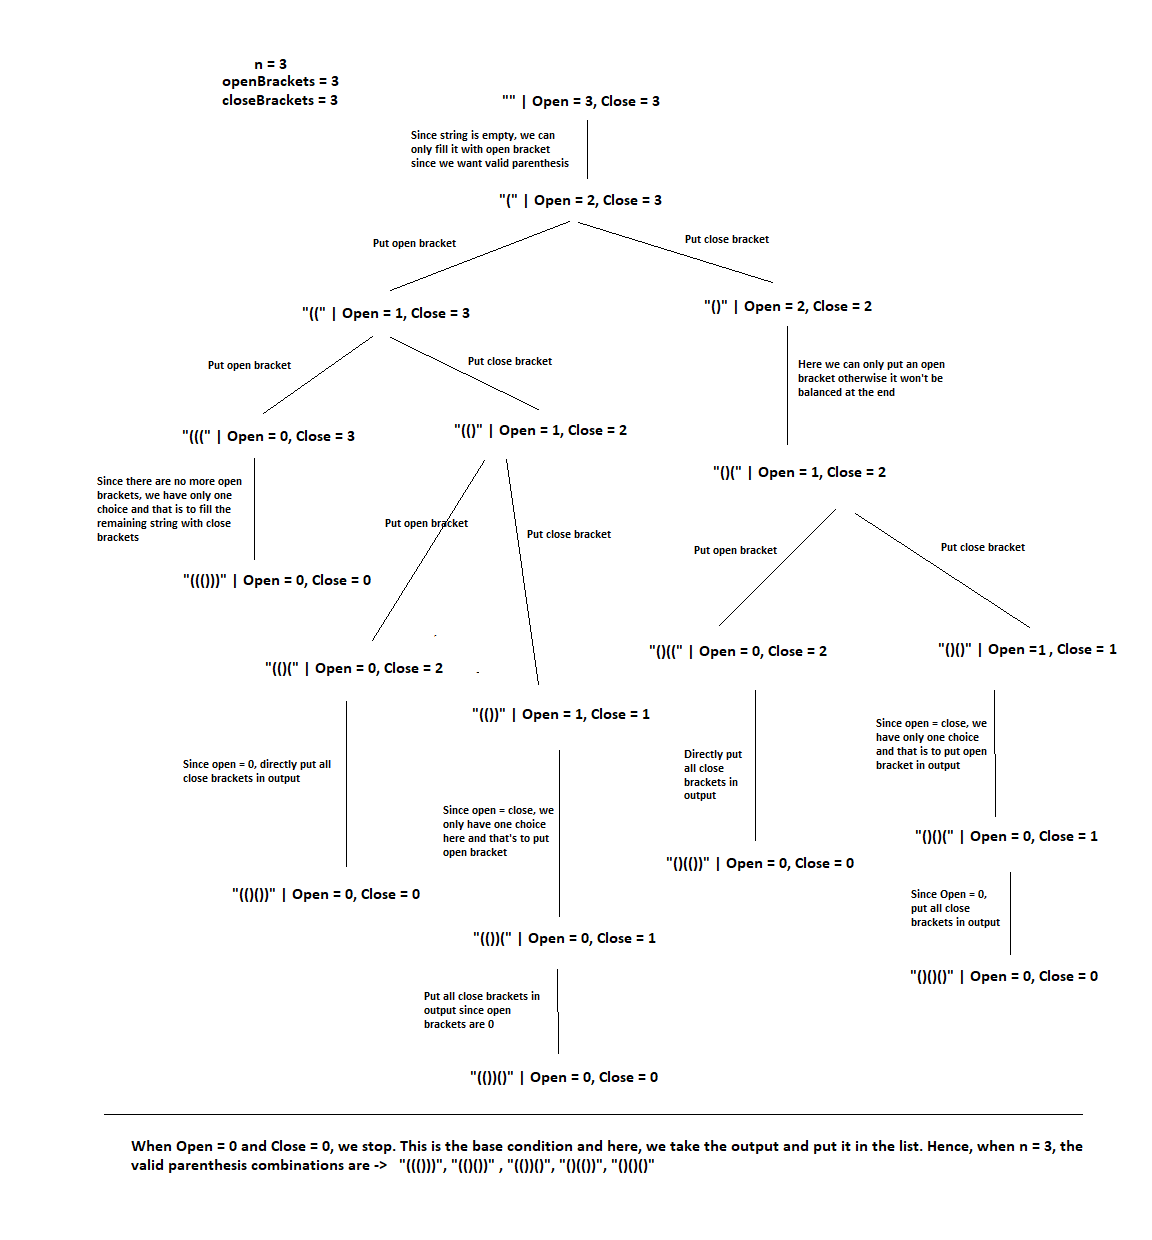 n = 3
openBrackets = 3
closeBrackets = 3
"" | Open = 3, Close = 3
Since string is empty, we can
only fill it with open bracket
since we want valid parenthesis
"(" | Open = 2, Close = 3
Put open bracket
Put close bracket
"((" | Open = 1, Close = 3
"()" | Open = 2, Close = 2
Put open bracket
Put close bracket
Here we can only put an open
bracket otherwise it won't be
balanced at the end
"(((" | Open = 0, Close = 3
"(()" | Open = 1, Close = 2
"()(" | Open = 1, Close = 2
Since there are no more open
brackets, we have only one
choice and that is to fill the
remaining string with close
brackets
Put open bracket
Put close bracket
Put open bracket
Put close bracket
"((()))" | Open = 0, Close = 0
"(()(" | Open = 0, Close = 2
"(())" | Open = 1, Close = 1
"()((" | Open = 0, Close = 2
"()()" | Open =1 , Close = 1
Since open = 0, directly put all
close brackets in output
Since open = close, we
only have one choice
here and that's to put
open bracket
Directly put
all close
brackets in
output
Since open = close, we
have only one choice
and that is to put open
bracket in output
"(()())" | Open = 0, Close = 0
"(())(" | Open = 0, Close = 1
"()(())" | Open = 0, Close = 0
"()()(" | Open = 0, Close = 1
Since Open = 0,
put all close
brackets in output
Put all close brackets in
output since open
brackets are 0
"()()()" | Open = 0, Close = 0
"(())()" | Open = 0, Close = 0
When Open = 0 and Close = 0, we stop. This is the base condition and here, we take the output and put it in the list. Hence, when n = 3, the
valid parenthesis combinations are -> "((()))", "(()())" , "(())()", "()(())", "()()()"